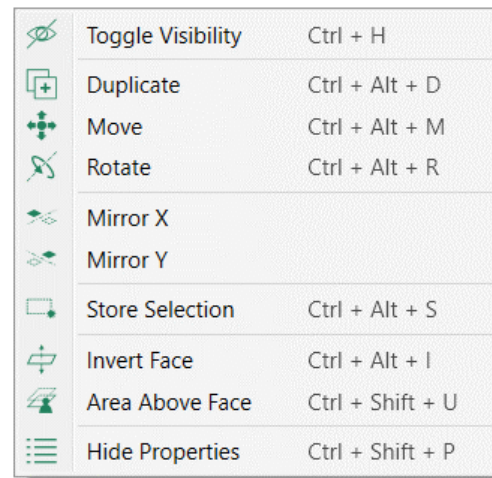 Toggle Visibility Ctrl + H
Duplicate Ctrl + Alt + D
Move Ctrl + Alt + M
Rotate Ctrl + Alt + R
Mirror X
Mirror Y
Store Selection Ctrl + Alt + S
Invert Face Ctrl + Alt + I
Area Above Face Ctrl + Shift + U
Hide Properties Ctrl + Shift + P